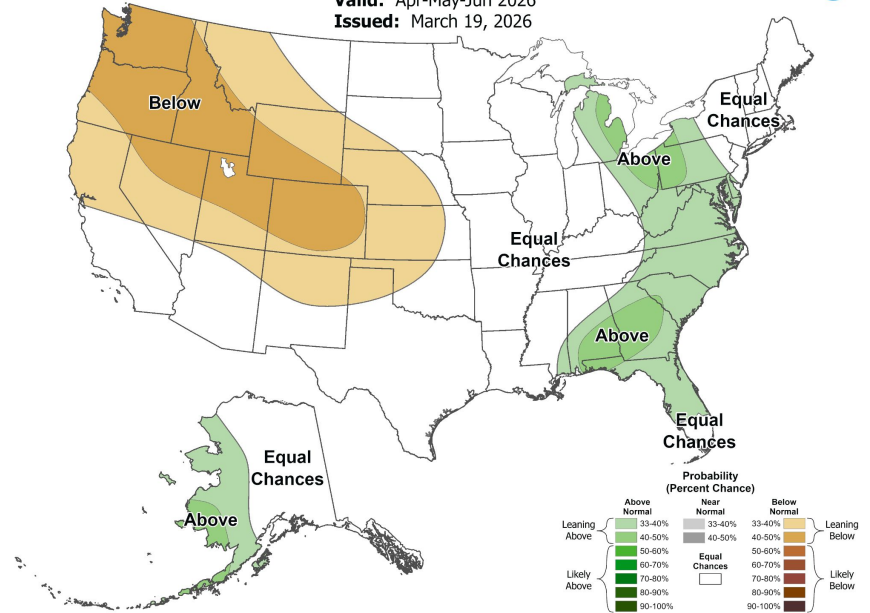 Valid: Apr-May-Jun 2026
Issued: March 19, 2026
Below
Equal
Chances
Above
Equal
Chances
Above
Equal
Chances
Equal
Chances
Above
Probability
(Percent Chance)
Above
Normal
Near
Normal
Below
Normal
Leaning
Above
33-40%
33-40%
33-40%
Leaning
Below
40-50%
40-50%
40-50%
Likely
Above
50-60%
Equal
Chances
50-60%
Likely
Below
60-70%
60-70%
70-80%
70-80%
80-90%
80-90%
90-100%
90-100%